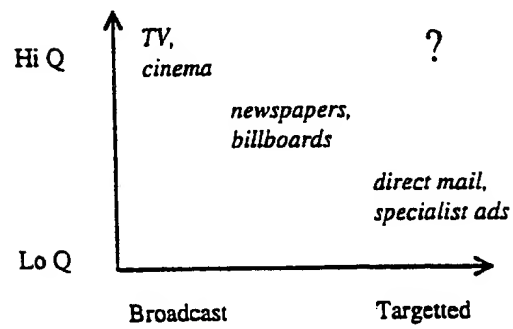 Hi Q
TV,
cinema
?
newspapers,
billboards
direct mail,
specialist ads
Lo Q
Broadcast
Targetted